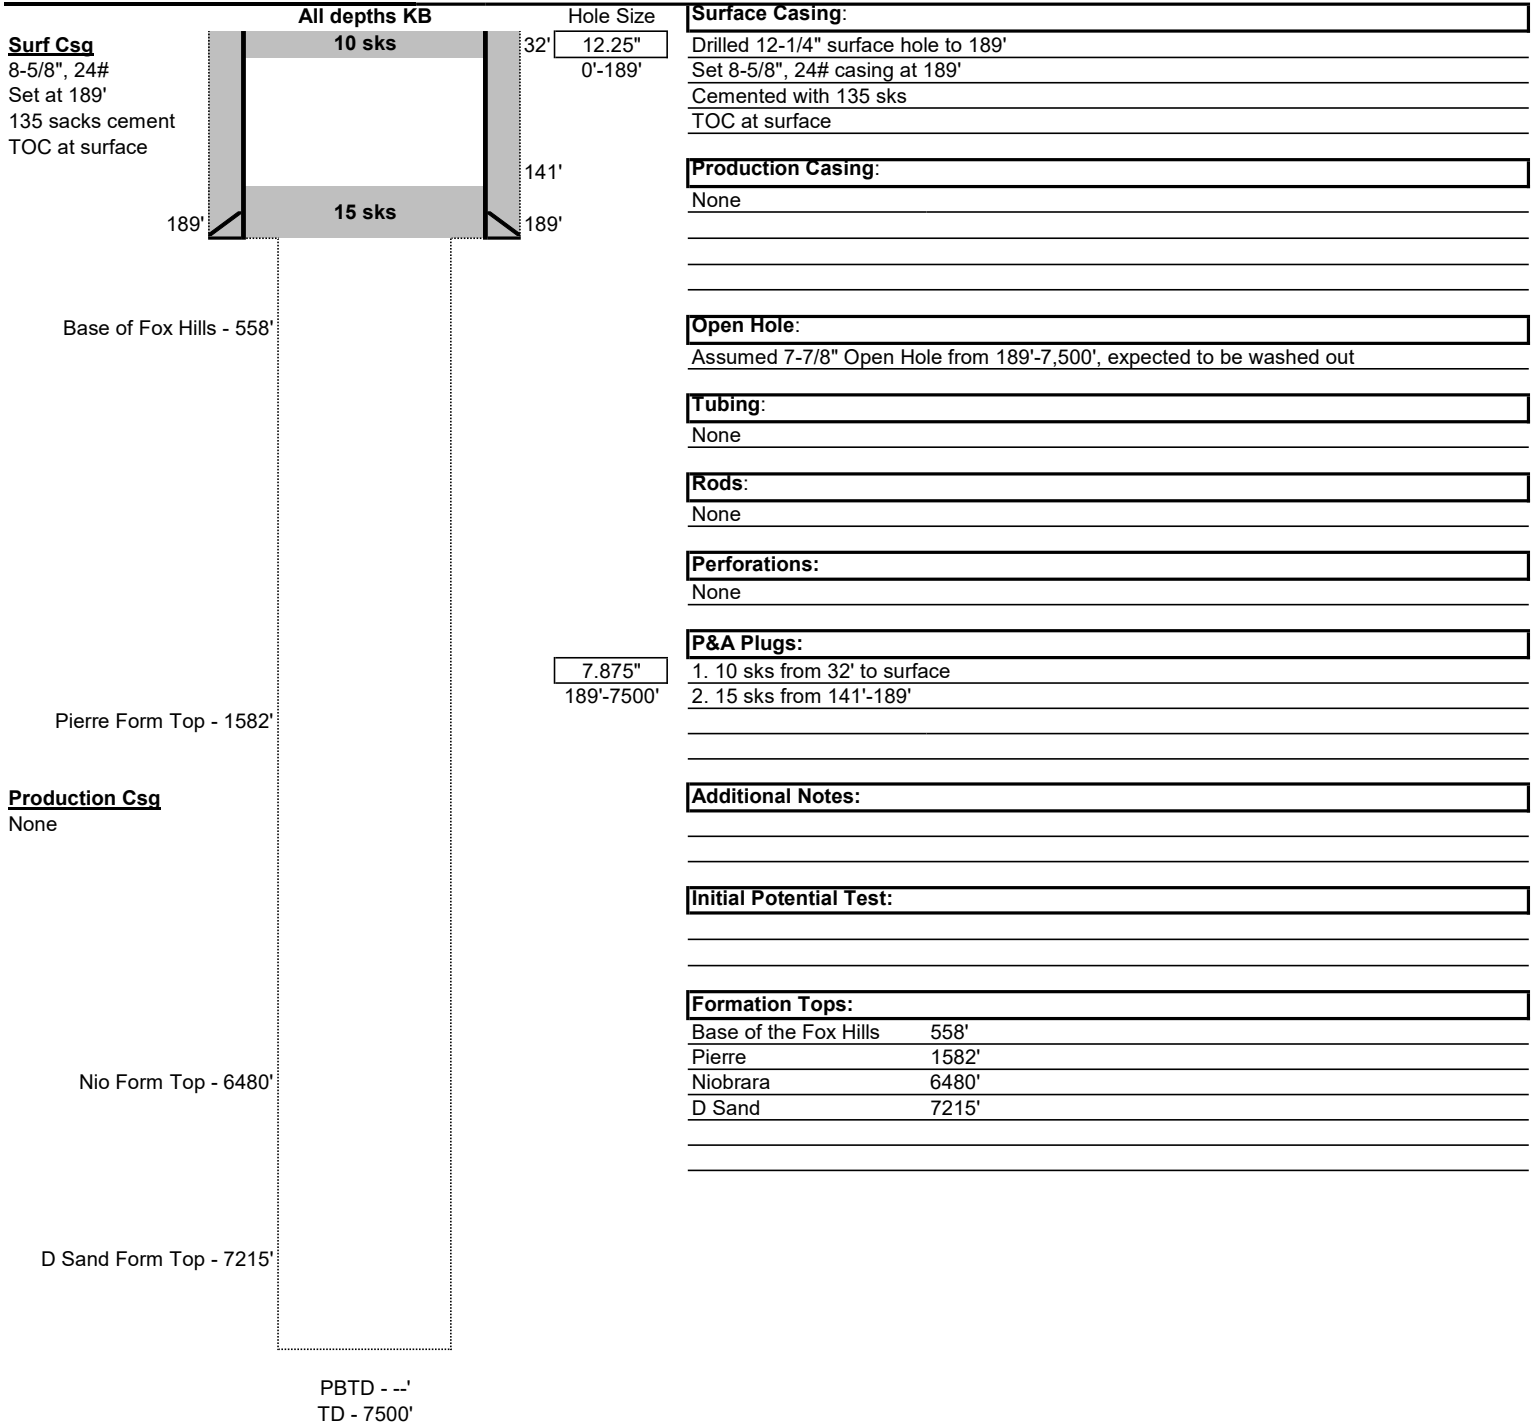 All depths KB
Hole Size
Surf Csg
8-5/8", 24#
Set at 189'
135 sacks cement
TOC at surface
10 sks
32'
12.25"
0'-189'
141'
15 sks
189'
189'
Base of Fox Hills - 558'
7.875"
189'-7500'
Pierre Form Top - 1582'
Production Csg
None
Nio Form Top - 6480'
D Sand Form Top - 7215'
PBTD - --'
TD - 7500'
Surface Casing:
Drilled 12-1/4" surface hole to 189'
Set 8-5/8", 24# casing at 189'
Cemented with 135 sks
TOC at surface
Production Casing:
None
Open Hole:
Assumed 7-7/8" Open Hole from 189'-7,500', expected to be washed out
Tubing:
None
Rods:
None
Perforations:
None
P&A Plugs:
1. 10 sks from 32' to surface
2. 15 sks from 141'-189'
Additional Notes:
Initial Potential Test:
Formation Tops:
Base of the Fox Hills 558'
Pierre 1582'
Niobrara 6480'
D Sand 7215'